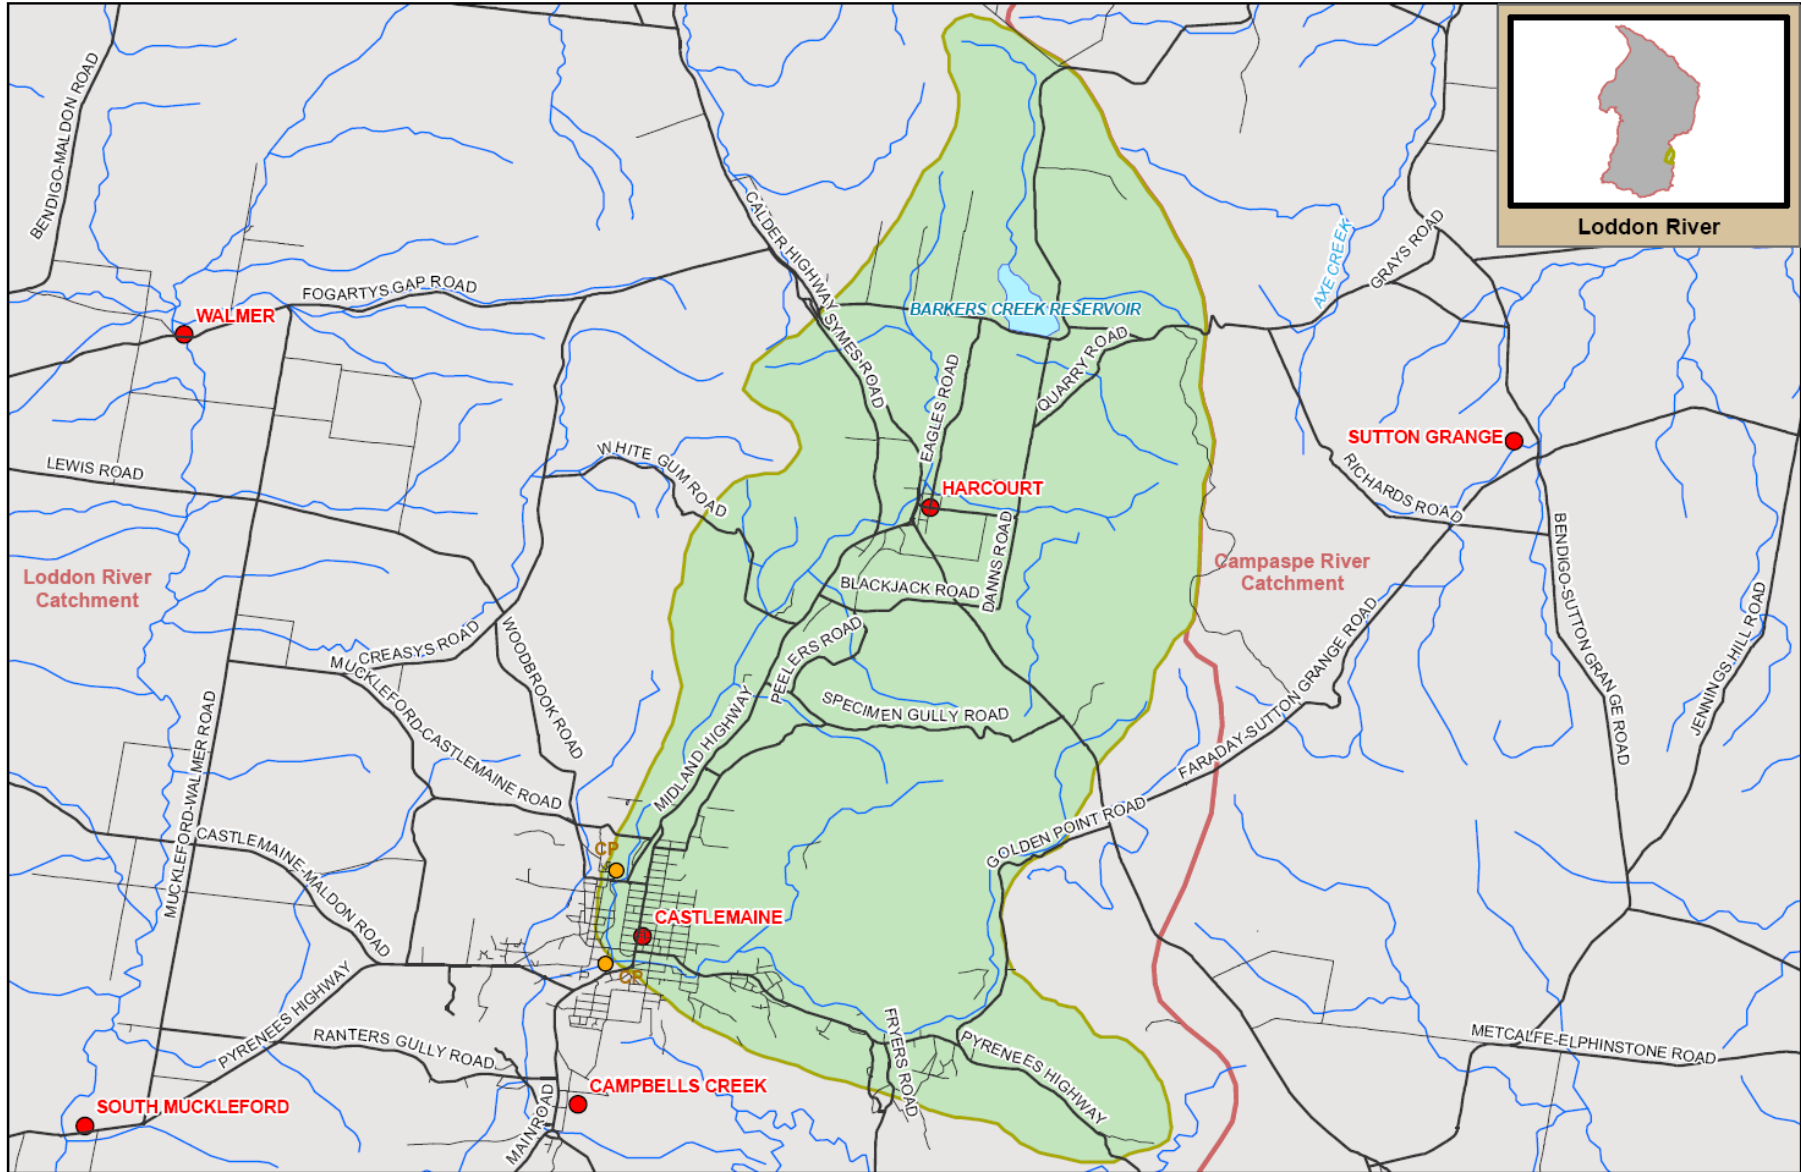 BENDIGO-MALDON ROAD
Loddon River
CALDER HIGHWAY
SYMES ROAD
AXE CREEK
GRAYS ROAD
FOGARTYS GAP ROAD
WALMER
BARKERS CREEK RESERVOIR
QUARRY ROAD
EAGLES ROAD
SUTTON GRANGE
WHITE GUM ROAD
LEWIS ROAD
RICHARDS ROAD
HARCOURT
DANNS ROAD
BENDIGO-SUTTON GRANGE ROAD
Loddon River
Catchment
Campaspe River
Catchment
BLACKJACK ROAD
JENNINGS HILL ROAD
CREASYS ROAD
WOODBROOK ROAD
PEELERS ROAD
MUCKLEFORD-CASTLEMAINE ROAD
SPECIMEN GULLY ROAD
FARADAY-SUTTON GRANGE ROAD
MUCKLEFORD-WALMER ROAD
MIDLAND HIGHWAY
GOLDEN POINT ROAD
CASTLEMAINE-MALDON ROAD
CP
CASTLEMAINE
CP
PYRENEES HIGHWAY
RANTERS GULLY ROAD
FRYERS ROAD
PYRENEES HIGHWAY
METCALFE-ELPHINSTONE ROAD
CAMPBELLS CREEK
SOUTH MUCKLEFORD
MAIN ROAD